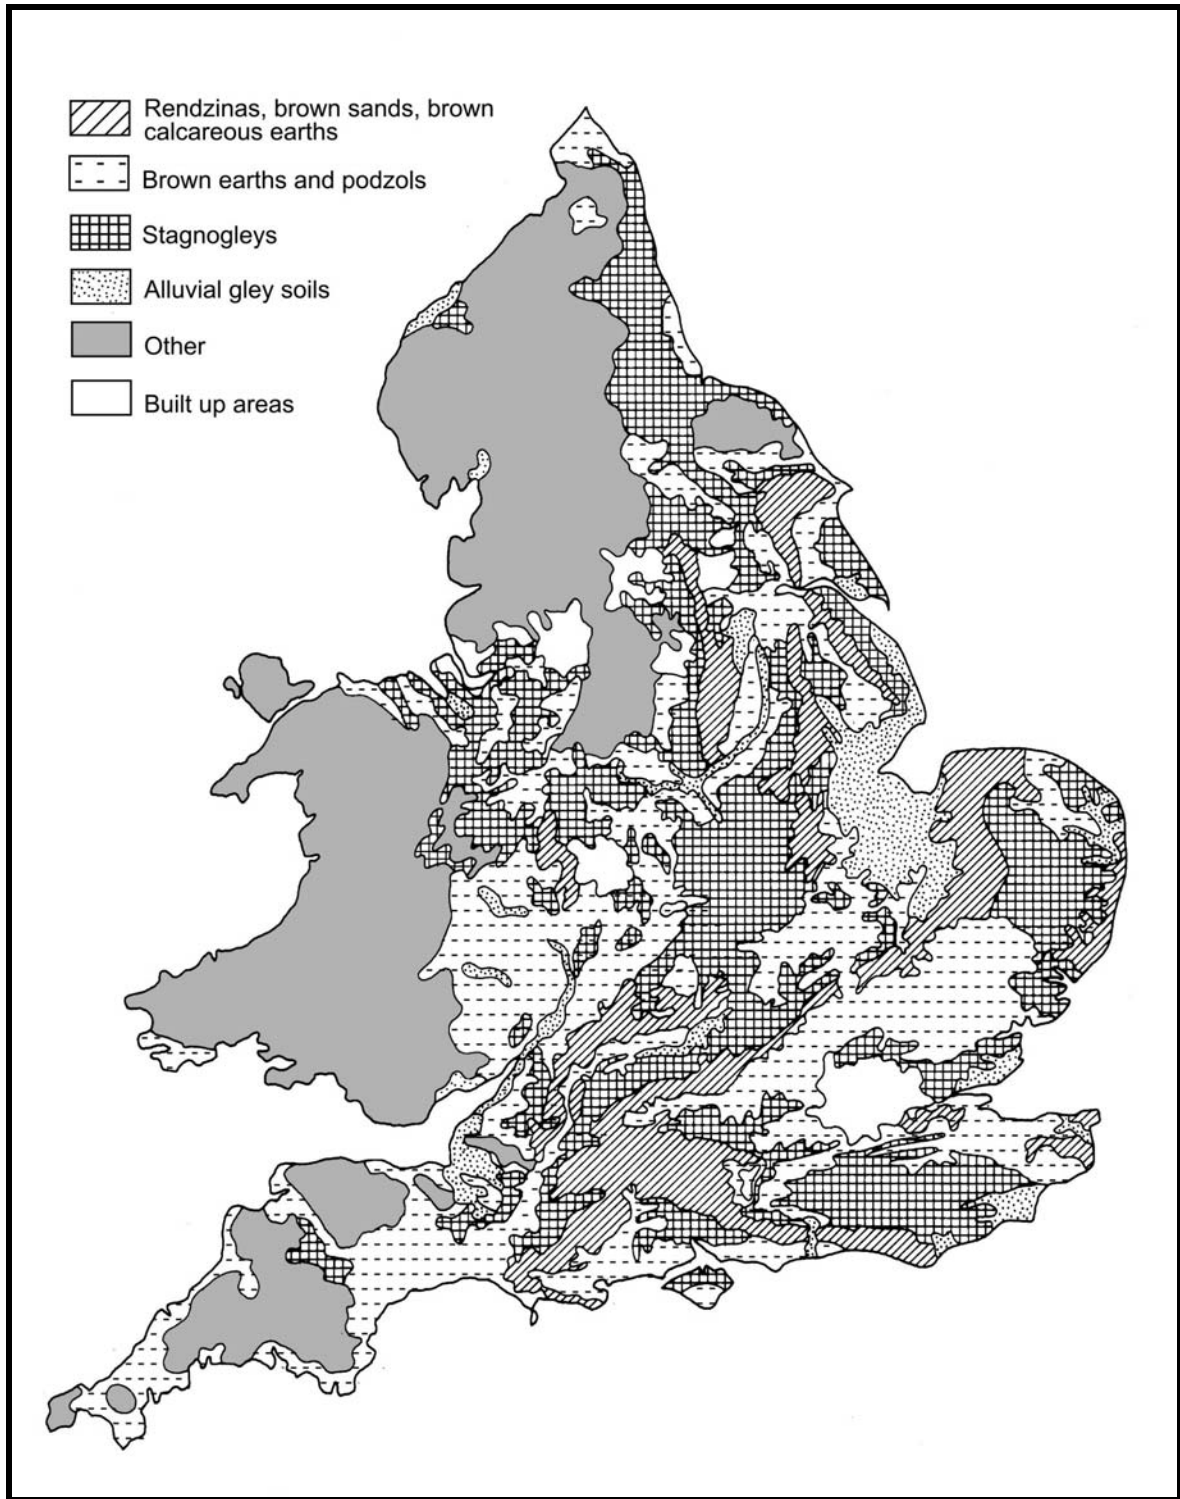 Rendzinas, brown sands, brown
calcareous earths
Brown earths and podzols
Stagnogleys
Alluvial gley soils
Other
Built up areas